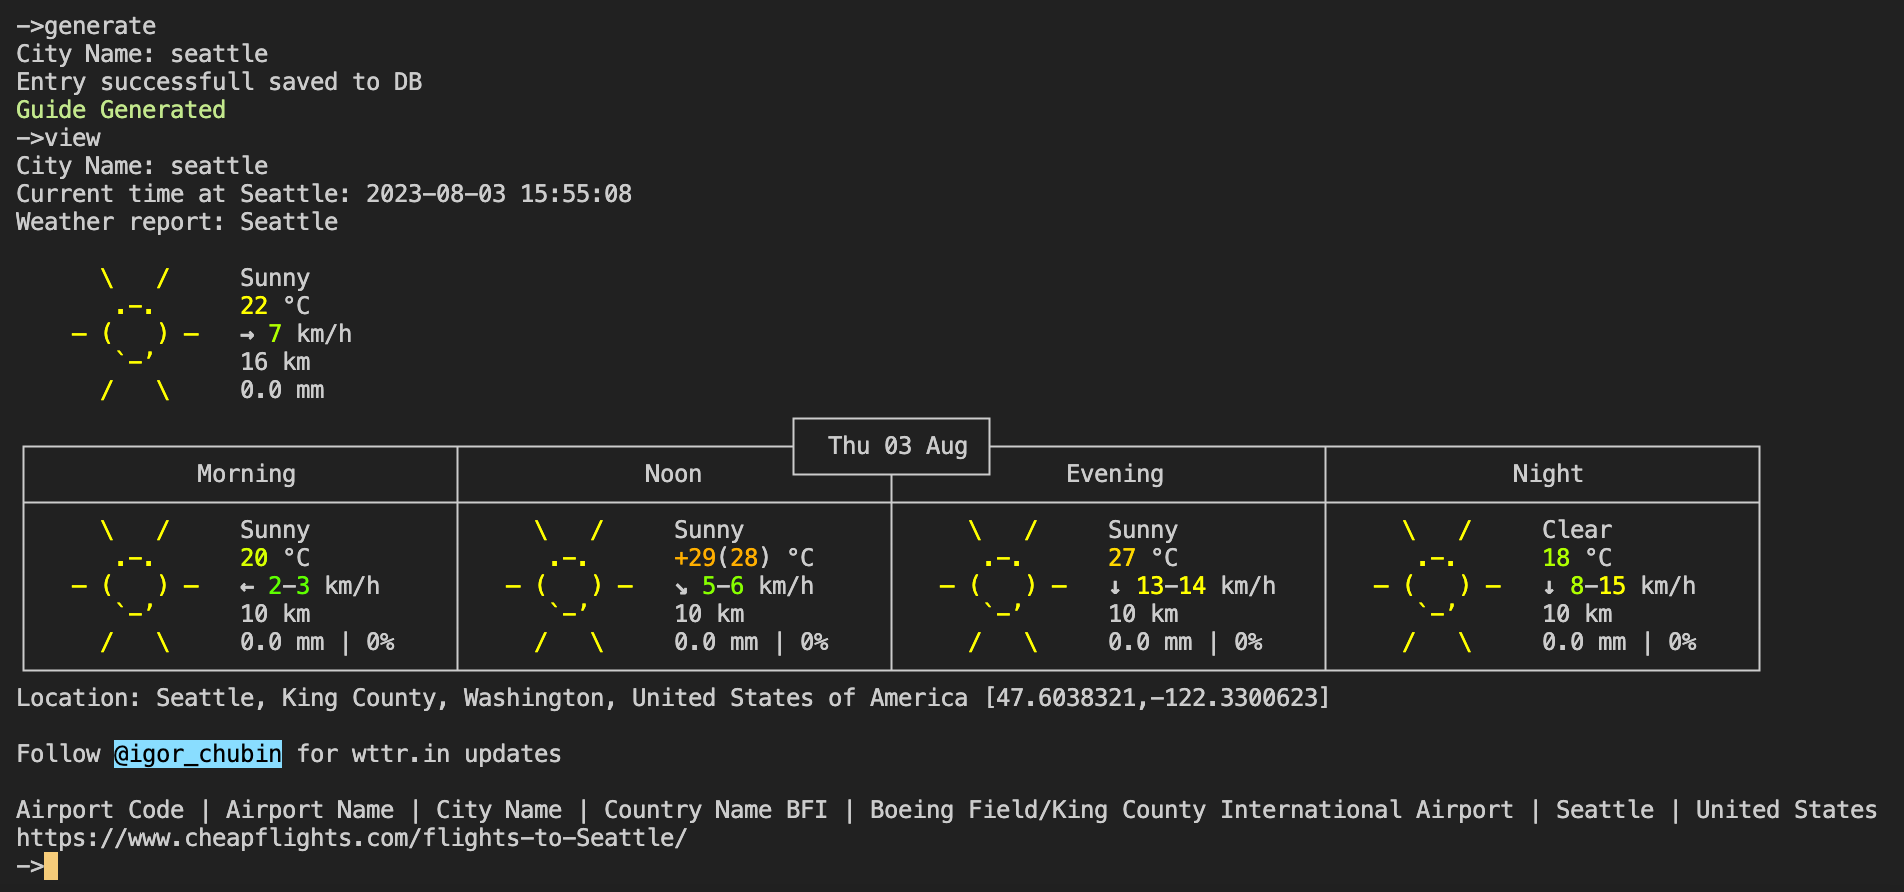 ->generate
City Name: seattle
Entry successfull saved to DB
Guide Generated
->view
City Name: seattle
Current time at Seattle: 2023-08-03 15:55:08
Weather report: Seattle
Sunny
22 °C
→ 7 km/h
16 km
0.0 mm
Thu 03 Aug
Morning Noon Evening Night
Sunny Sunny Sunny Clear
20 °C +29(28) °C 27 °C 18 °C
← 2-3 km/h ↘ 5-6 km/h ↓ 13-14 km/h ↓ 8-15 km/h
10 km 10 km 10 km 10 km
0.0 mm | 0% 0.0 mm | 0% 0.0 mm | 0% 0.0 mm | 0%
Location: Seattle, King County, Washington, United States of America [47.6038321,-122.3300623]
Follow @igor_chubin for wttr.in updates
Airport Code | Airport Name | City Name | Country Name BFI | Boeing Field/King County International Airport | Seattle | United States
https://www.cheapflights.com/flights-to-Seattle/
->